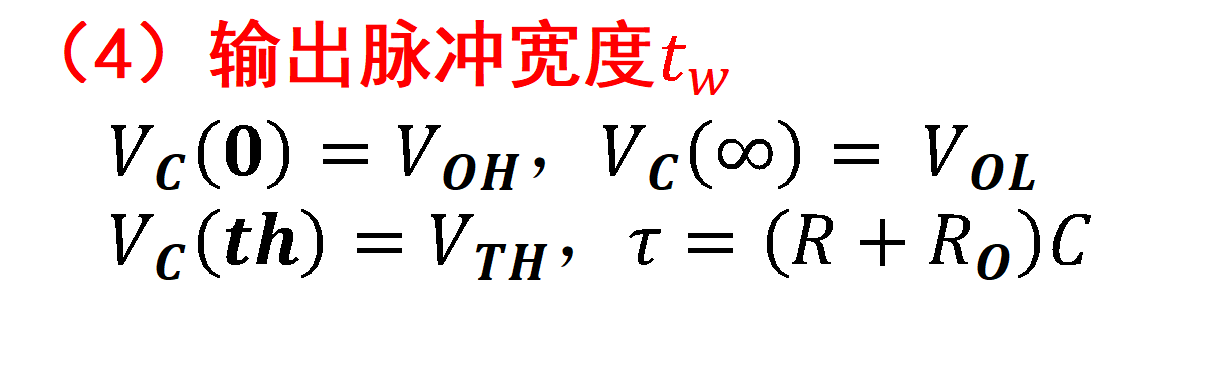 （4）输出脉冲宽度t_w
V_C(0) = V_OH， V_C(∞) = V_OL
V_C(th) = V_TH， τ = (R + R_O)C